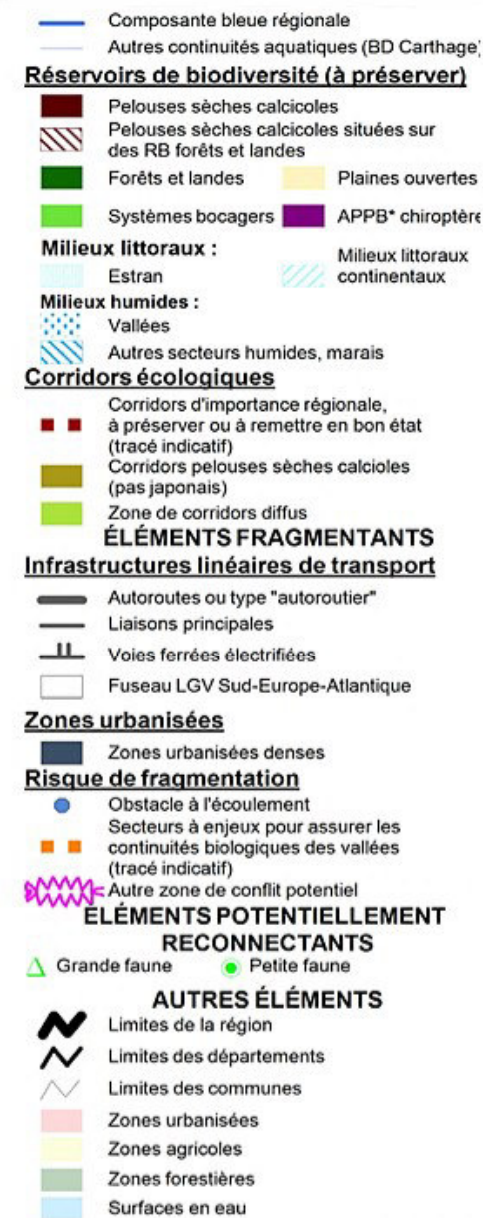 Composante bleue régionale
Autres continuités aquatiques (BD Carthage)
Réservoirs de biodiversité (à préserver)
Pelouses sèches calcicoles
Pelouses sèches calcicoles situées sur
des RB forêts et landes
Forêts et landes
Plaines ouvertes
Systèmes bocagers
APPB* chiroptère
Milieux littoraux :
Estran
Milieux littoraux
continentaux
Milieux humides :
Vallées
Autres secteurs humides, marais
Corridors écologiques
Corridors d'importance régionale,
à préserver ou à remettre en bon état
(tracé indicatif)
Corridors pelouses sèches calcioles
(pas japonais)
Zone de corridors diffus
ÉLÉMENTS FRAGMENTANTS
Infrastructures linéaires de transport
Autoroutes ou type "autoroutier"
Liaisons principales
Voies ferrées électrifiées
Fuseau LGV Sud-Europe-Atlantique
Zones urbanisées
Zones urbanisées denses
Risque de fragmentation
Obstacle à l'écoulement
Secteurs à enjeux pour assurer les
continuités biologiques des vallées
(tracé indicatif)
Autre zone de conflit potentiel
ÉLÉMENTS POTENTIELLEMENT
RECONNECTANTS
Grande faune
Petite faune
AUTRES ÉLÉMENTS
Limites de la région
Limites des départements
Limites des communes
Zones urbanisées
Zones agricoles
Zones forestières
Surfaces en eau